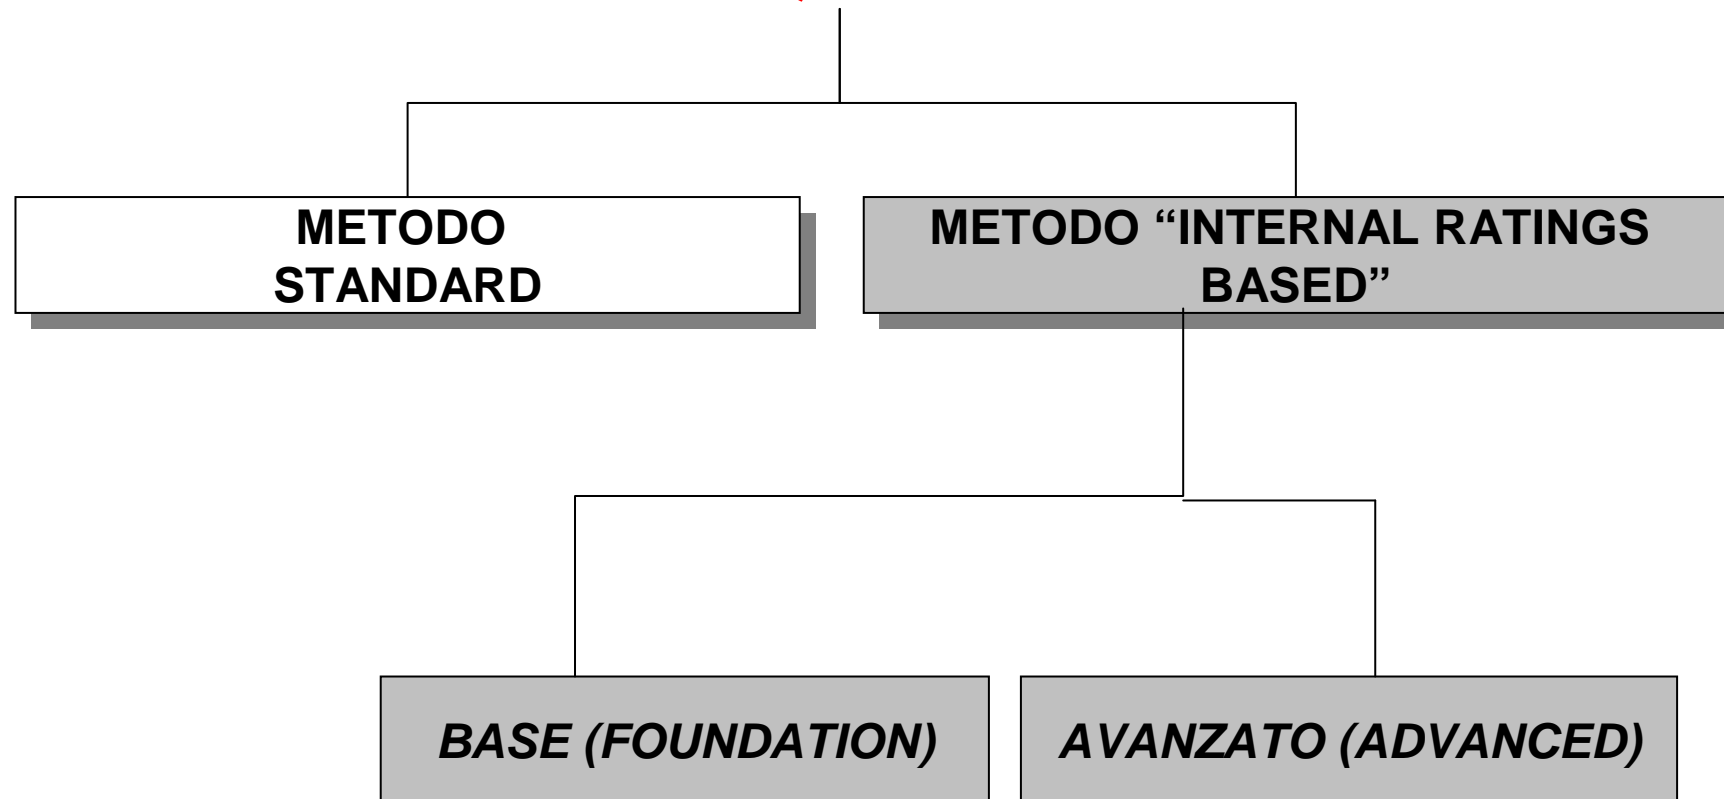 METODO
STANDARD
METODO “INTERNAL RATINGS
BASED”
BASE (FOUNDATION)
AVANZATO (ADVANCED)